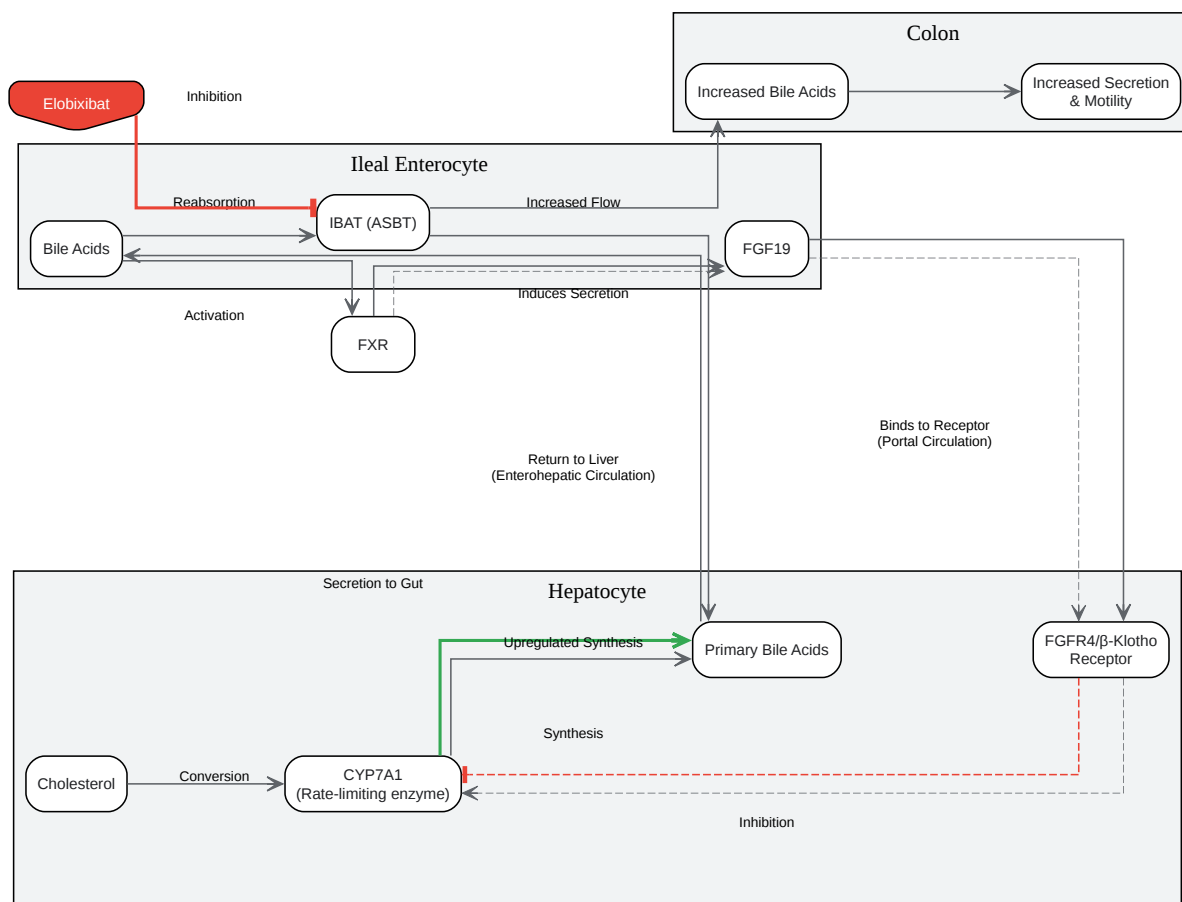 Colon
Increased Bile Acids
Increased Secretion
& Motility
Elobixibat
Inhibition
Ileal Enterocyte
Reabsorption
IBAT (ASBT)
Increased Flow
Bile Acids
FGF19
Induces Secretion
Activation
FXR
Binds to Receptor
(Portal Circulation)
Return to Liver
(Enterohepatic Circulation)
Secretion to Gut
Hepatocyte
Upregulated Synthesis
Primary Bile Acids
FGFR4/β-Klotho
Receptor
Synthesis
Cholesterol
Conversion
CYP7A1
(Rate-limiting enzyme)
Inhibition